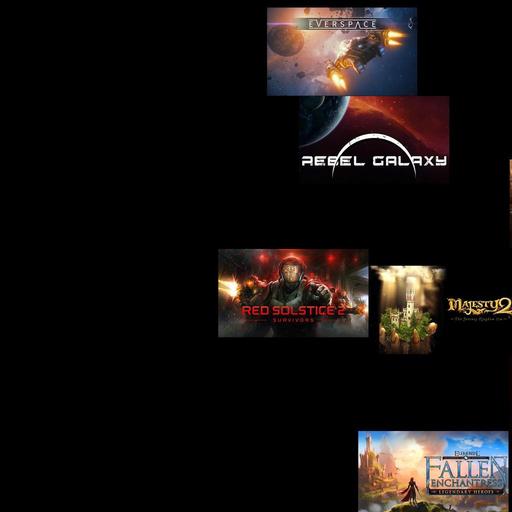 EVERSPACE
REBEL GALAXY
RED SOLSTICE 2
SURVIVORS
MAJESTY 2
The Fantasy Kingdom Sim
ELEMENTAL
FALLEN
ENCHANTRESS
LEGENDARY HEROES